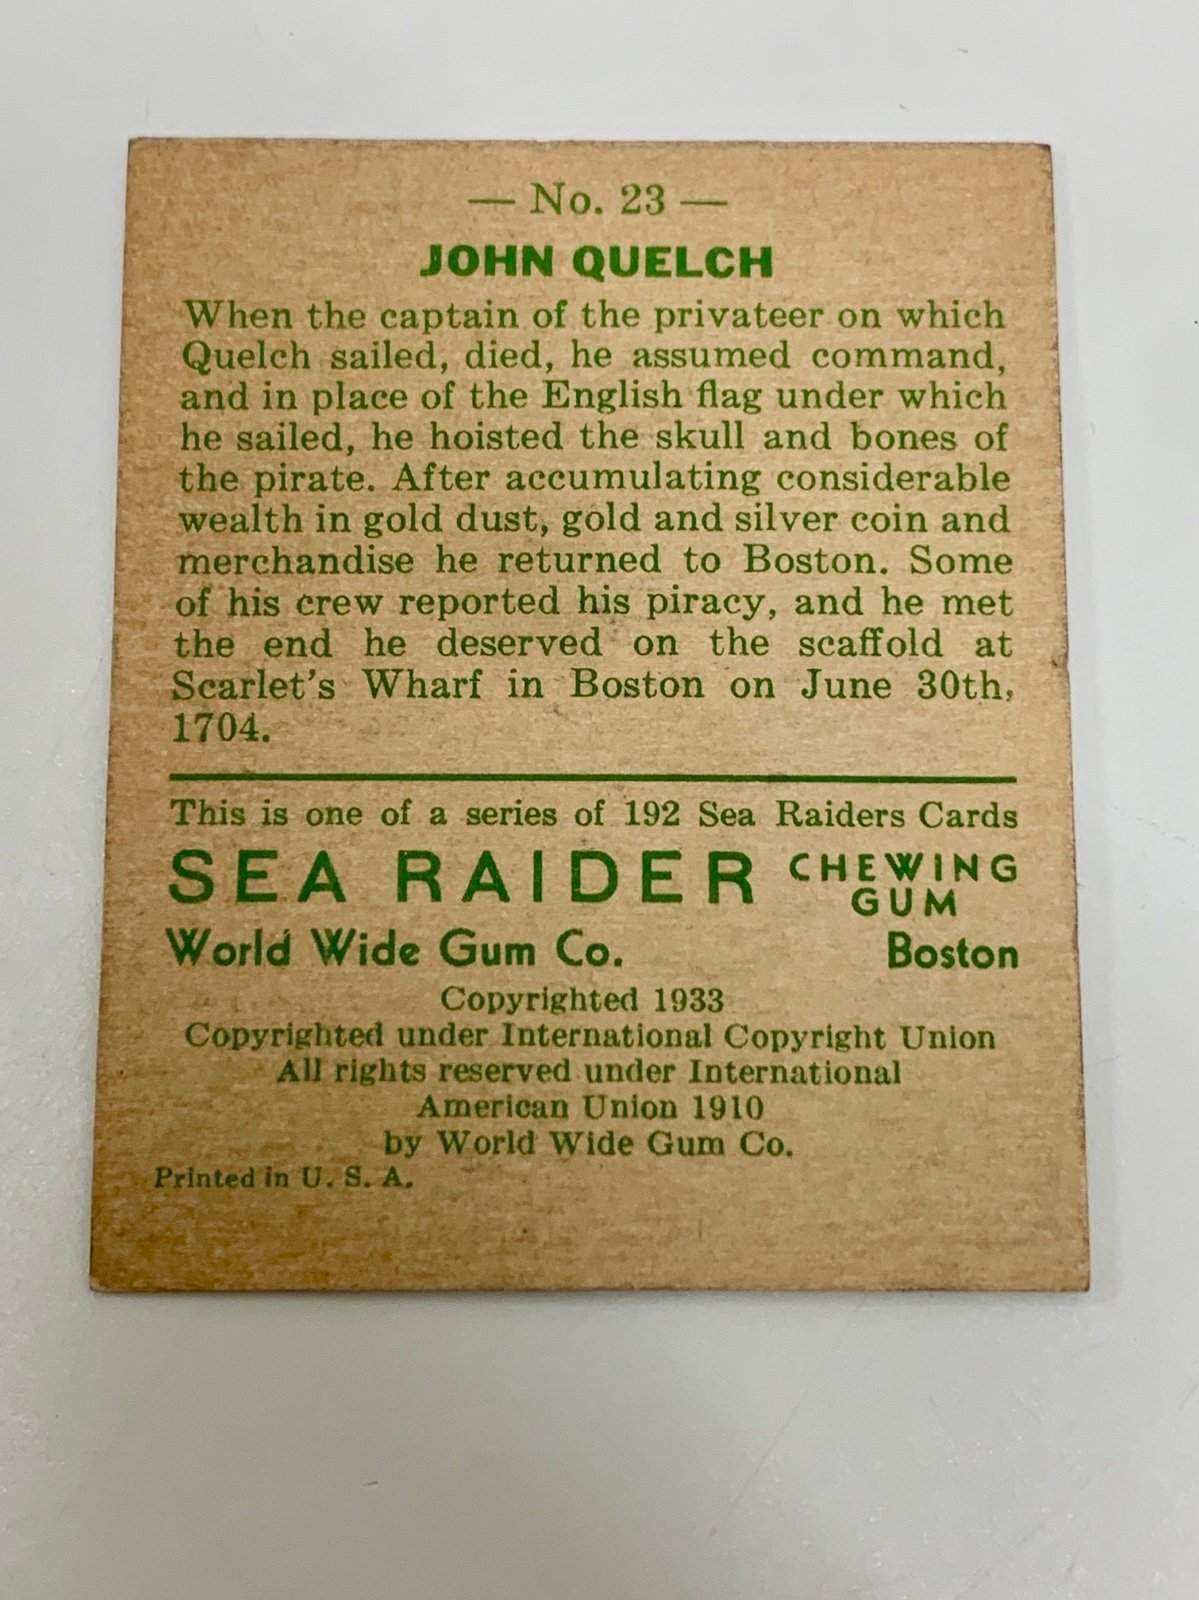 — No. 23 —
JOHN QUELCH
When the captain of the privateer on which
Quelch sailed, died, he assumed command,
and in place of the English flag under which
he sailed, he hoisted the skull and bones of
the pirate. After accumulating considerable
wealth in gold dust, gold and silver coin and
merchandise he returned to Boston. Some
of his crew reported his piracy, and he met
the end he deserved on the scaffold at
Scarlet's Wharf in Boston on June 30th,
1704.
This is one of a series of 192 Sea Raiders Cards
SEA RAIDER CHEWING
GUM
World Wide Gum Co. Boston
Copyrighted 1933
Copyrighted under International Copyright Union
All rights reserved under International
American Union 1910
by World Wide Gum Co.
Printed in U. S. A.